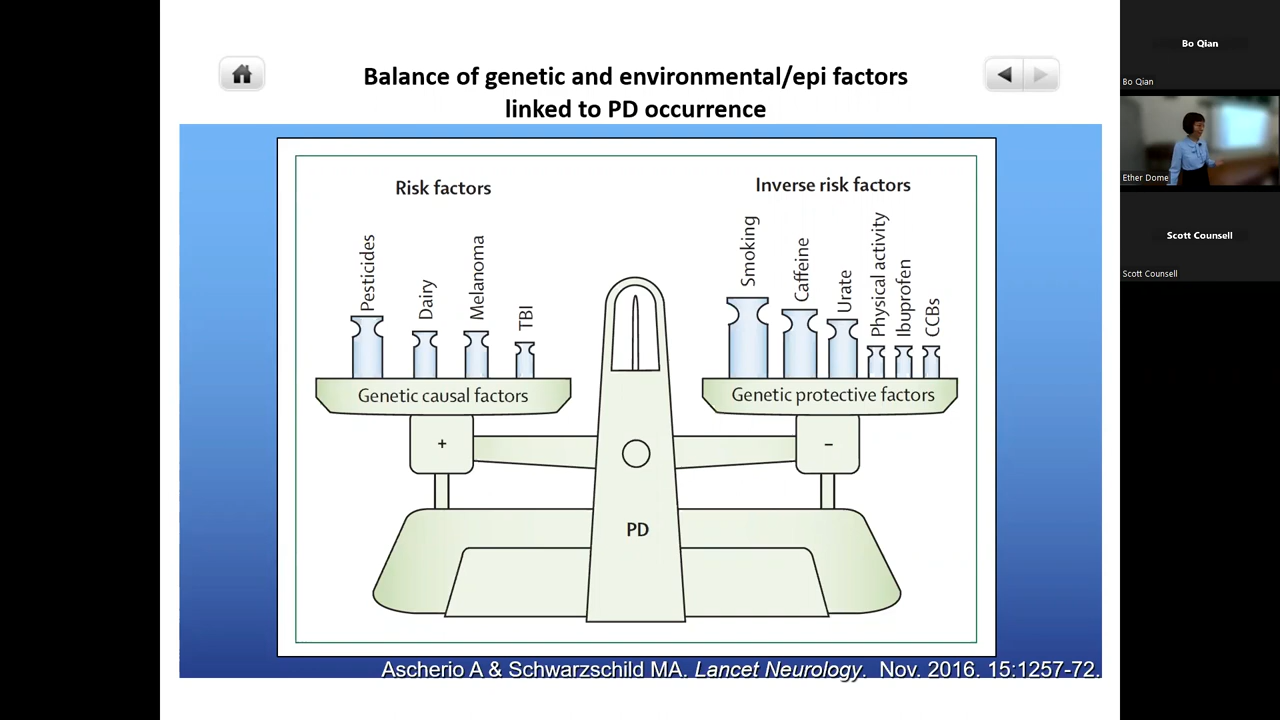 Balance of genetic and environmental/epi factors
linked to PD occurrence
Risk factors
Inverse risk factors
Pesticides
Dairy
Melanoma
TBI
Smoking
Caffeine
Urate
Physical activity
Ibuprofen
CCBs
Genetic causal factors
Genetic protective factors
+
–
PD
Ascherio A & Schwarzschild MA. Lancet Neurology. Nov. 2016. 15:1257-72.
Bo Qian
Bo Qian
Ether Dome
Scott Counsell
Scott Counsell